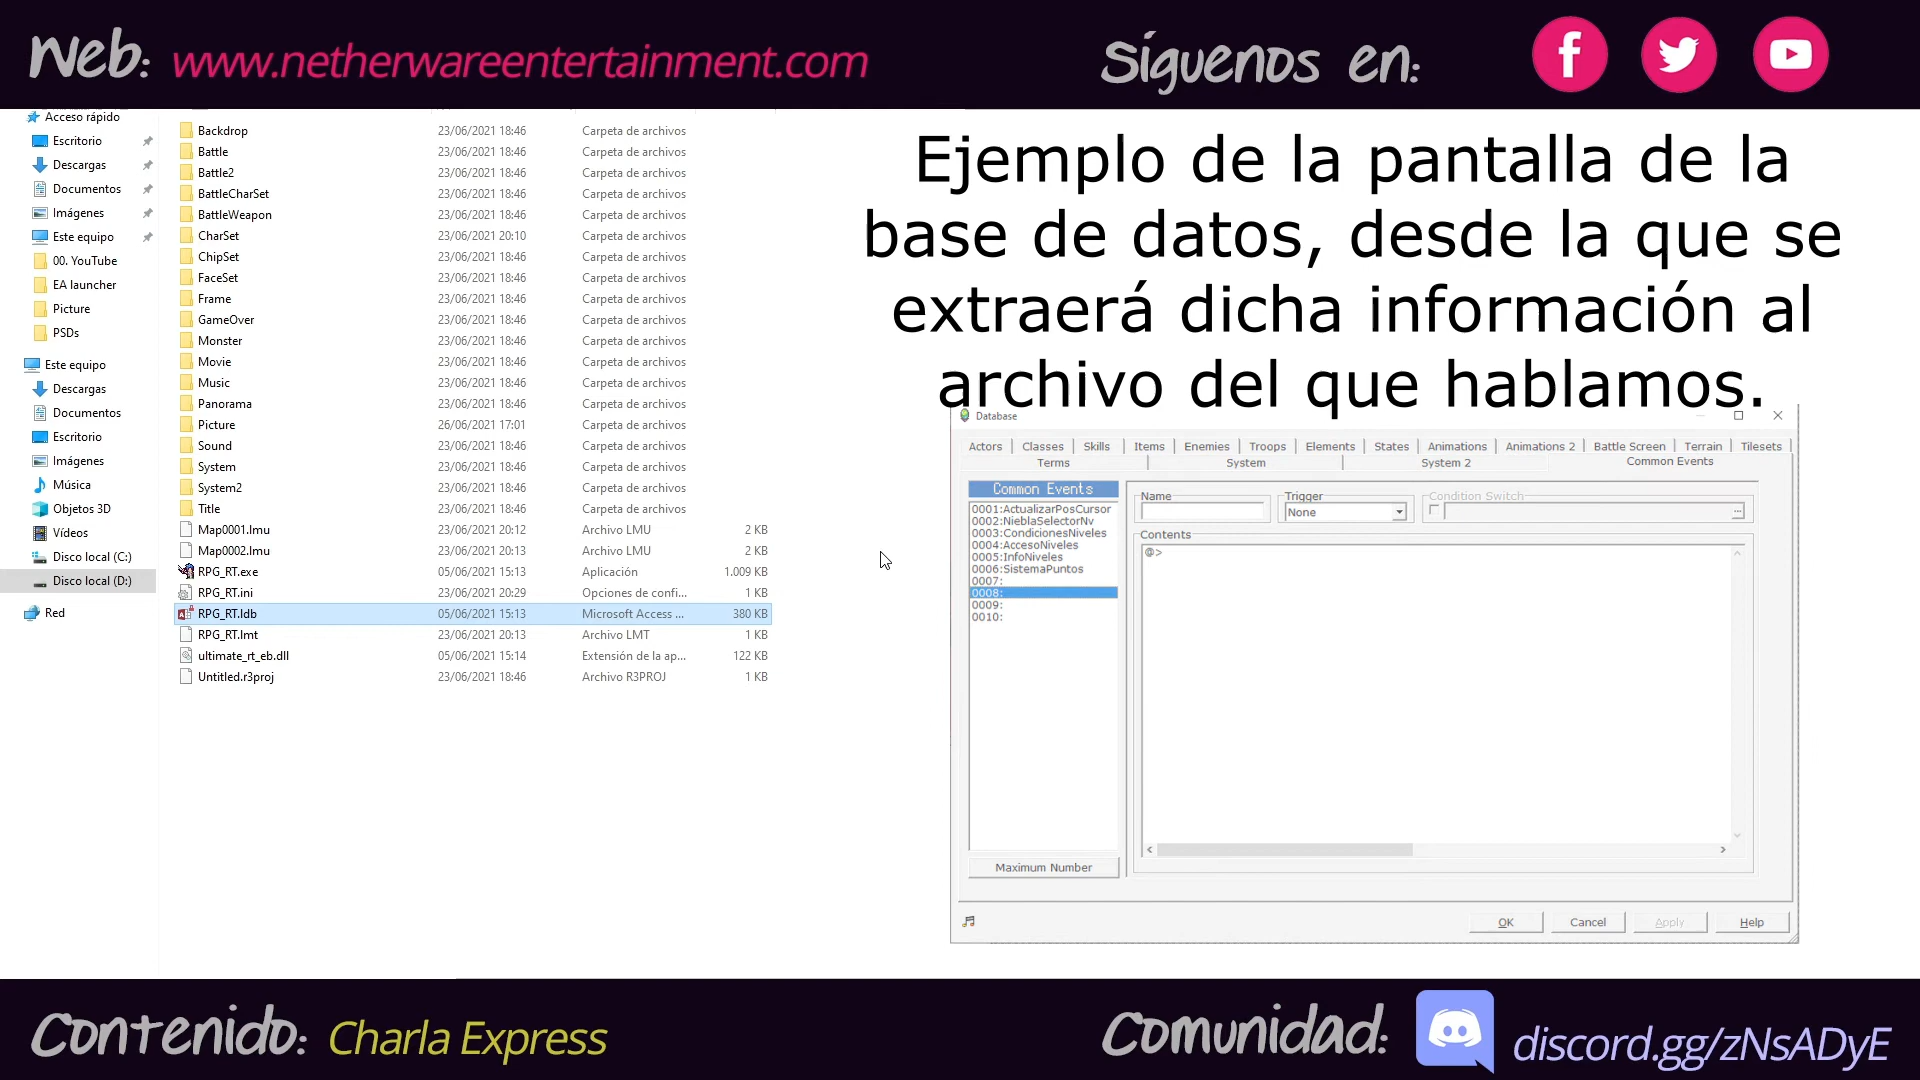 Web: www.netherwareentertainment.com
Síguenos en:
Acceso rápido
Escritorio
Descargas
Documentos
Imágenes
Este equipo
00. YouTube
EA launcher
Picture
PSDs
Este equipo
Descargas
Documentos
Escritorio
Imágenes
Música
Objetos 3D
Vídeos
Disco local (C:)
Disco local (D:)
Red
Backdrop 23/06/2021 18:46 Carpeta de archivos
Battle 23/06/2021 18:46 Carpeta de archivos
Battle2 23/06/2021 18:46 Carpeta de archivos
BattleCharSet 23/06/2021 18:46 Carpeta de archivos
BattleWeapon 23/06/2021 18:46 Carpeta de archivos
CharSet 23/06/2021 20:10 Carpeta de archivos
ChipSet 23/06/2021 18:46 Carpeta de archivos
FaceSet 23/06/2021 18:46 Carpeta de archivos
Frame 23/06/2021 18:46 Carpeta de archivos
GameOver 23/06/2021 18:46 Carpeta de archivos
Monster 23/06/2021 18:46 Carpeta de archivos
Movie 23/06/2021 18:46 Carpeta de archivos
Music 23/06/2021 18:46 Carpeta de archivos
Panorama 23/06/2021 18:46 Carpeta de archivos
Picture 26/06/2021 17:01 Carpeta de archivos
Sound 23/06/2021 18:46 Carpeta de archivos
System 23/06/2021 18:46 Carpeta de archivos
System2 23/06/2021 18:46 Carpeta de archivos
Title 23/06/2021 18:46 Carpeta de archivos
Map0001.lmu 23/06/2021 20:12 Archivo LMU 2 KB
Map0002.lmu 23/06/2021 20:13 Archivo LMU 2 KB
RPG_RT.exe 05/06/2021 15:13 Aplicación 1.009 KB
RPG_RT.ini 23/06/2021 20:29 Opciones de confi... 1 KB
RPG_RT.ldb 05/06/2021 15:13 Microsoft Access ... 380 KB
RPG_RT.lmt 23/06/2021 20:13 Archivo LMT 1 KB
ultimate_rt_eb.dll 05/06/2021 15:14 Extensión de la ap... 122 KB
Untitled.r3proj 23/06/2021 18:46 Archivo R3PROJ 1 KB
Ejemplo de la pantalla de la
base de datos, desde la que se
extraerá dicha información al
archivo del que hablamos.
Database
Actors Classes Skills Items Enemies Troops Elements States Animations Animations 2 Battle Screen Terrain Tilesets
Terms System System 2 Common Events
Common Events
0001:ActualizarPosCursor
0002:NieblaSelectorNv
0003:CondicionesNiveles
0004:AccesoNiveles
0005:InfoNiveles
0006:SistemaPuntos
0007:
0008:
0009:
0010:
Maximum Number
Name
Trigger
None
Condition Switch
...
Contents
@>
OK Cancel Apply Help
Contenido: Charla Express
Comunidad: discord.gg/zNsADyE